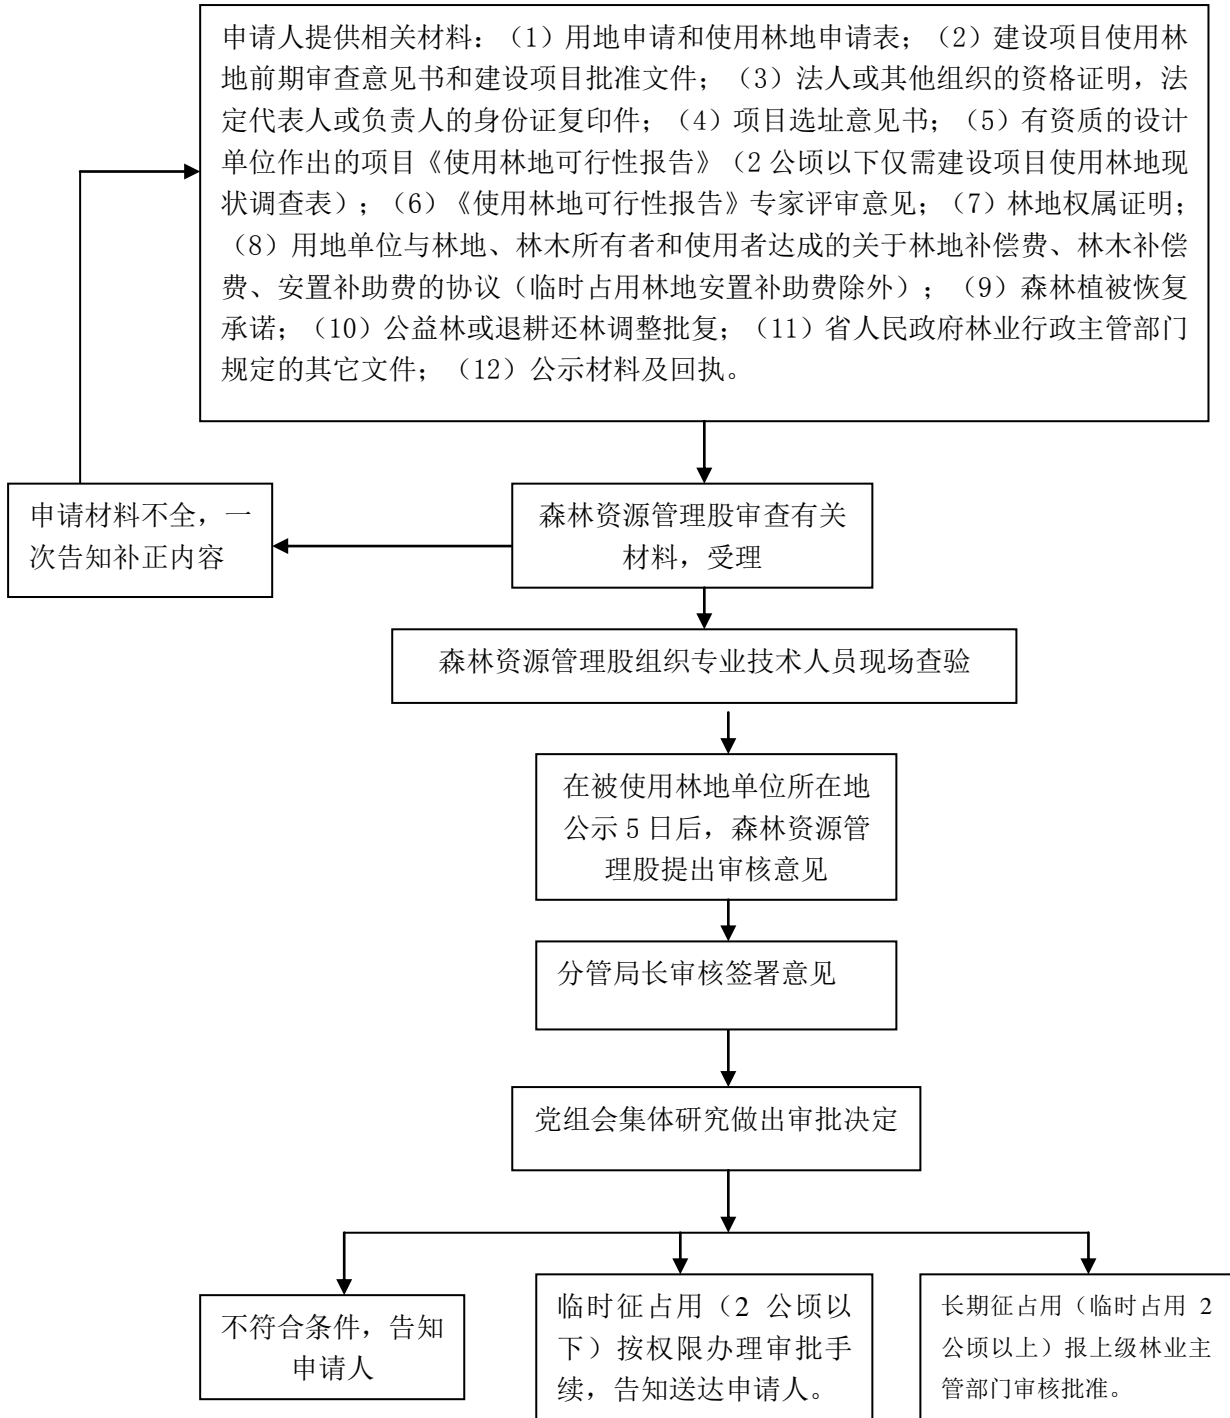 申请人提供相关材料：（1）用地申请和使用林地申请表；（2）建设项目使用林
地前期审查意见书和建设项目批准文件；（3）法人或其他组织的资格证明，法
定代表人或负责人的身份证复印件；（4）项目选址意见书；（5）有资质的设计
单位作出的项目《使用林地可行性报告》（2 公顷以下仅需建设项目使用林地现
状调查表）；（6）《使用林地可行性报告》专家评审意见；（7）林地权属证明；
（8）用地单位与林地、林木所有者和使用者达成的关于林地补偿费、林木补偿
费、安置补助费的协议（临时占用林地安置补助费除外）；（9）森林植被恢复
承诺；（10）公益林或退耕还林调整批复；（11）省人民政府林业行政主管部门
规定的其它文件；（12）公示材料及回执。
申请材料不全，一
次告知补正内容
森林资源管理股审查有关
材料，受理
森林资源管理股组织专业技术人员现场查验
在被使用林地单位所在地
公示 5 日后，森林资源管
理股提出审核意见
分管局长审核签署意见
党组会集体研究做出审批决定
不符合条件，告知
申请人
临时征占用（2 公顷以
下）按权限办理审批手
续，告知送达申请人。
长期征占用（临时占用 2
公顷以上）报上级林业主
管部门审核批准。